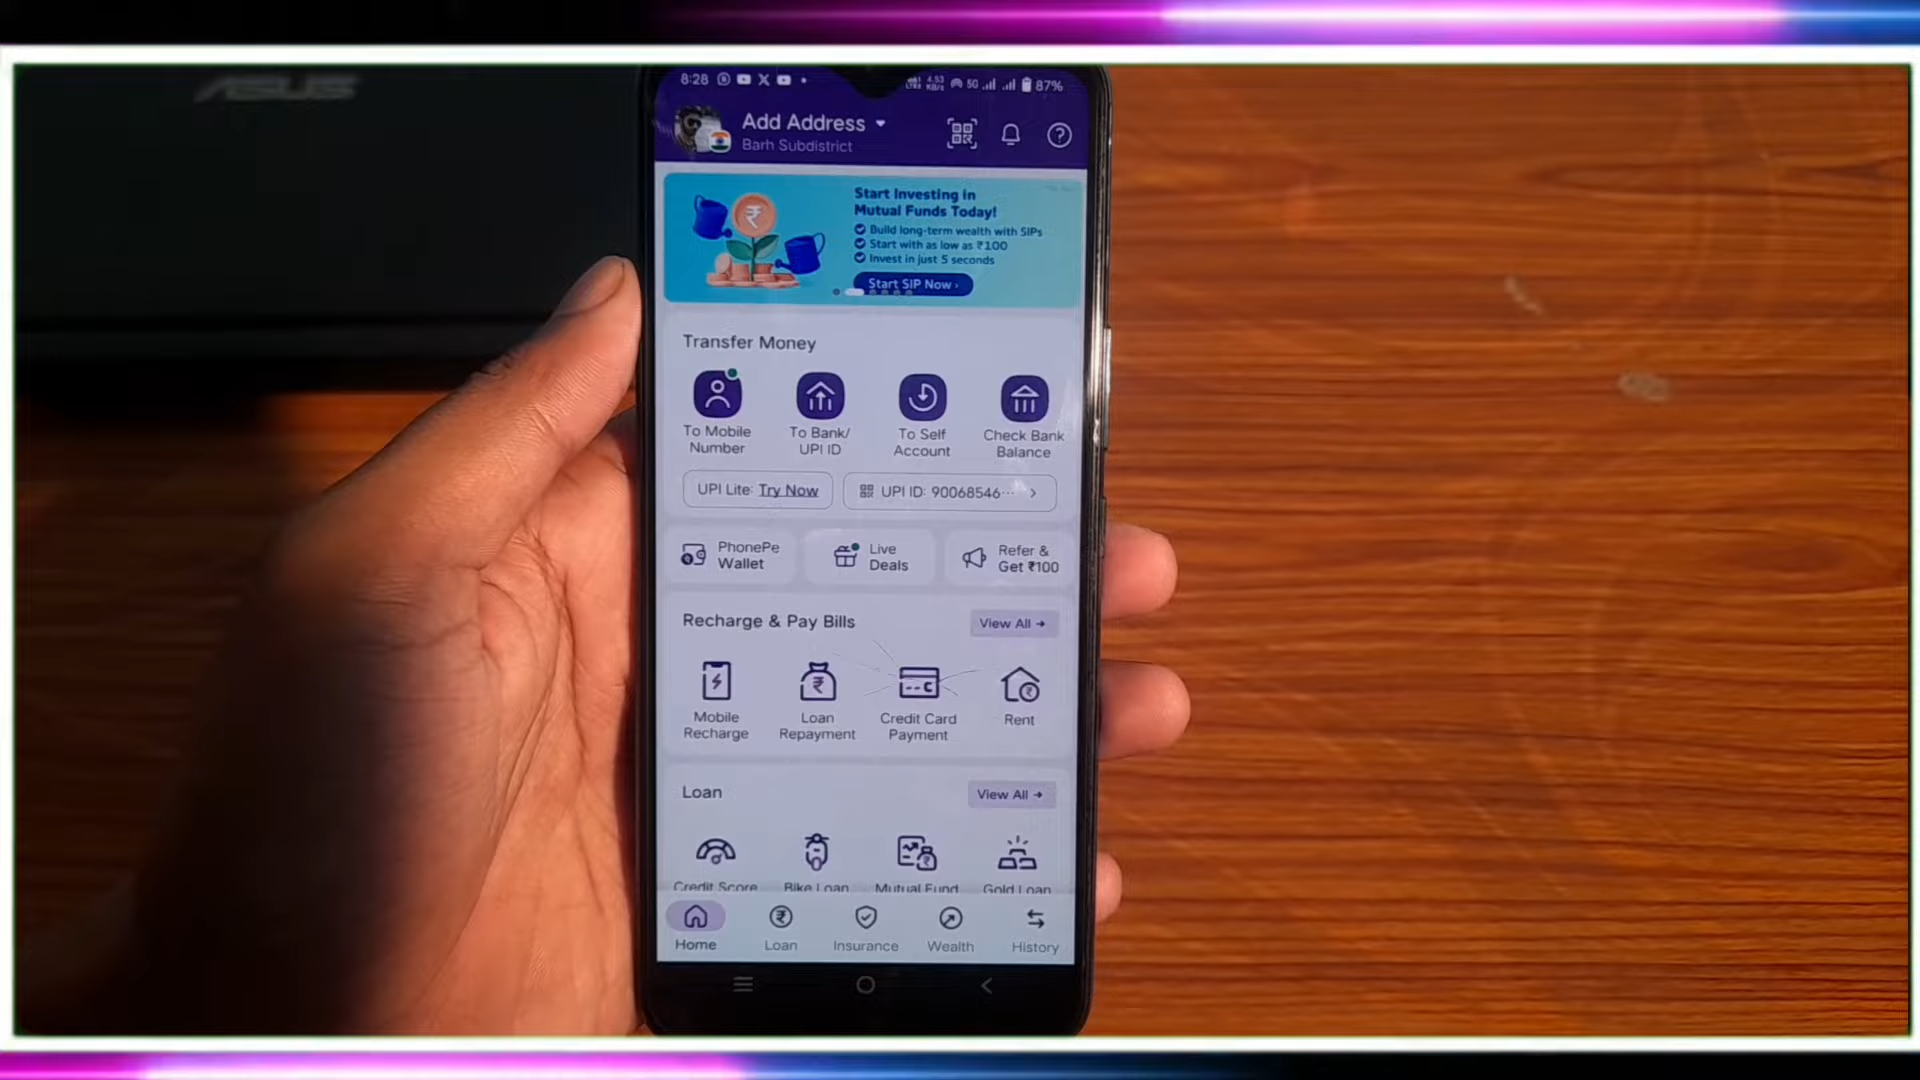 ASUS
8:28
4.53
KB/s
5G
87%
Add Address
Barh Subdistrict
Start Investing in
Mutual Funds Today!
Build long-term wealth with SIPs
Start with as low as ₹100
Invest in just 5 seconds
Start SIP Now ›
Transfer Money
To Mobile
Number
To Bank/
UPI ID
To Self
Account
Check Bank
Balance
UPI Lite: Try Now
UPI ID: 90068546...
PhonePe
Wallet
Live
Deals
Refer &
Get ₹100
Recharge & Pay Bills
View All →
Mobile
Recharge
Loan
Repayment
Credit Card
Payment
Rent
Loan
View All →
Credit Score
Bike Loan
Mutual Fund
Gold Loan
Home
Loan
Insurance
Wealth
History